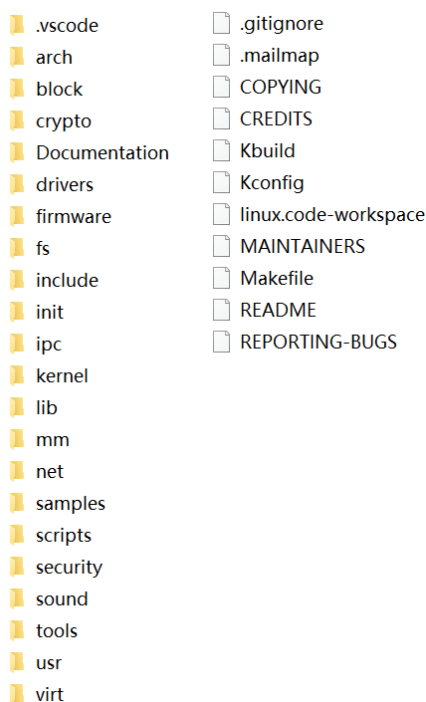 .vscode
arch
block
crypto
Documentation
drivers
firmware
fs
include
init
ipc
kernel
lib
mm
net
samples
scripts
security
sound
tools
usr
virt
.gitignore
.mailmap
COPYING
CREDITS
Kbuild
Kconfig
linux.code-workspace
MAINTAINERS
Makefile
README
REPORTING-BUGS